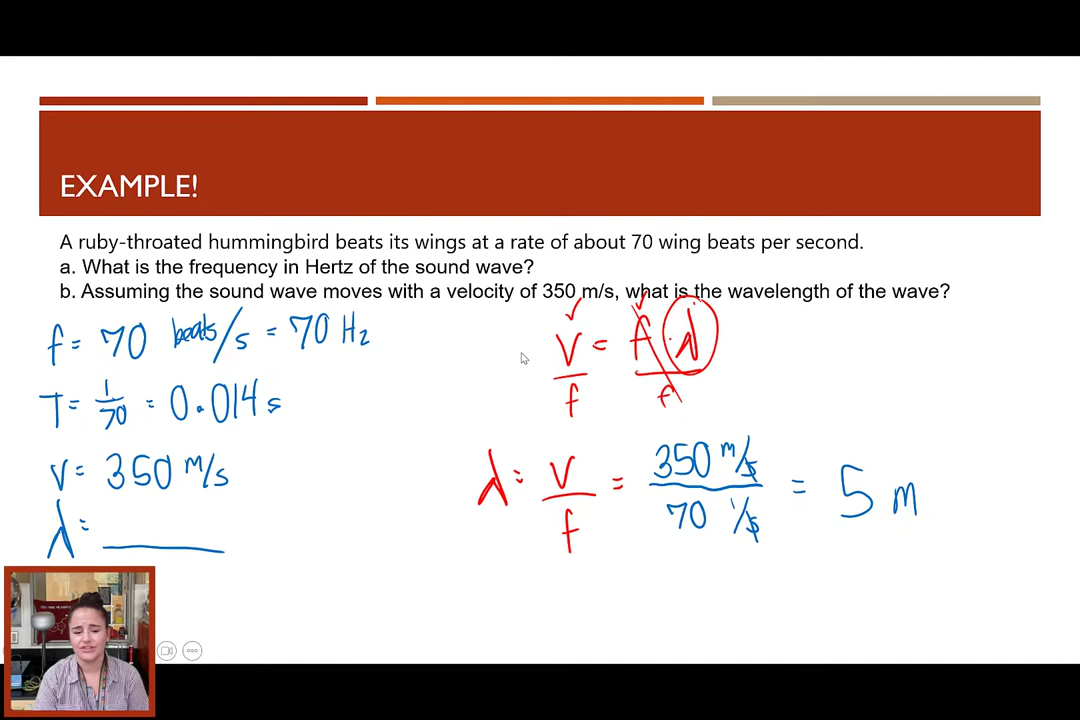 EXAMPLE!
A ruby-throated hummingbird beats its wings at a rate of about 70 wing beats per second.
a. What is the frequency in Hertz of the sound wave?
b. Assuming the sound wave moves with a velocity of 350 m/s, what is the wavelength of the wave?
f = 70 beats/s = 70 Hz
v/f = fλ/f
T = 1/70 = 0.014 s
v = 350 m/s
λ = v/f = 350 m/s / 70 1/s = 5 m
λ = ____